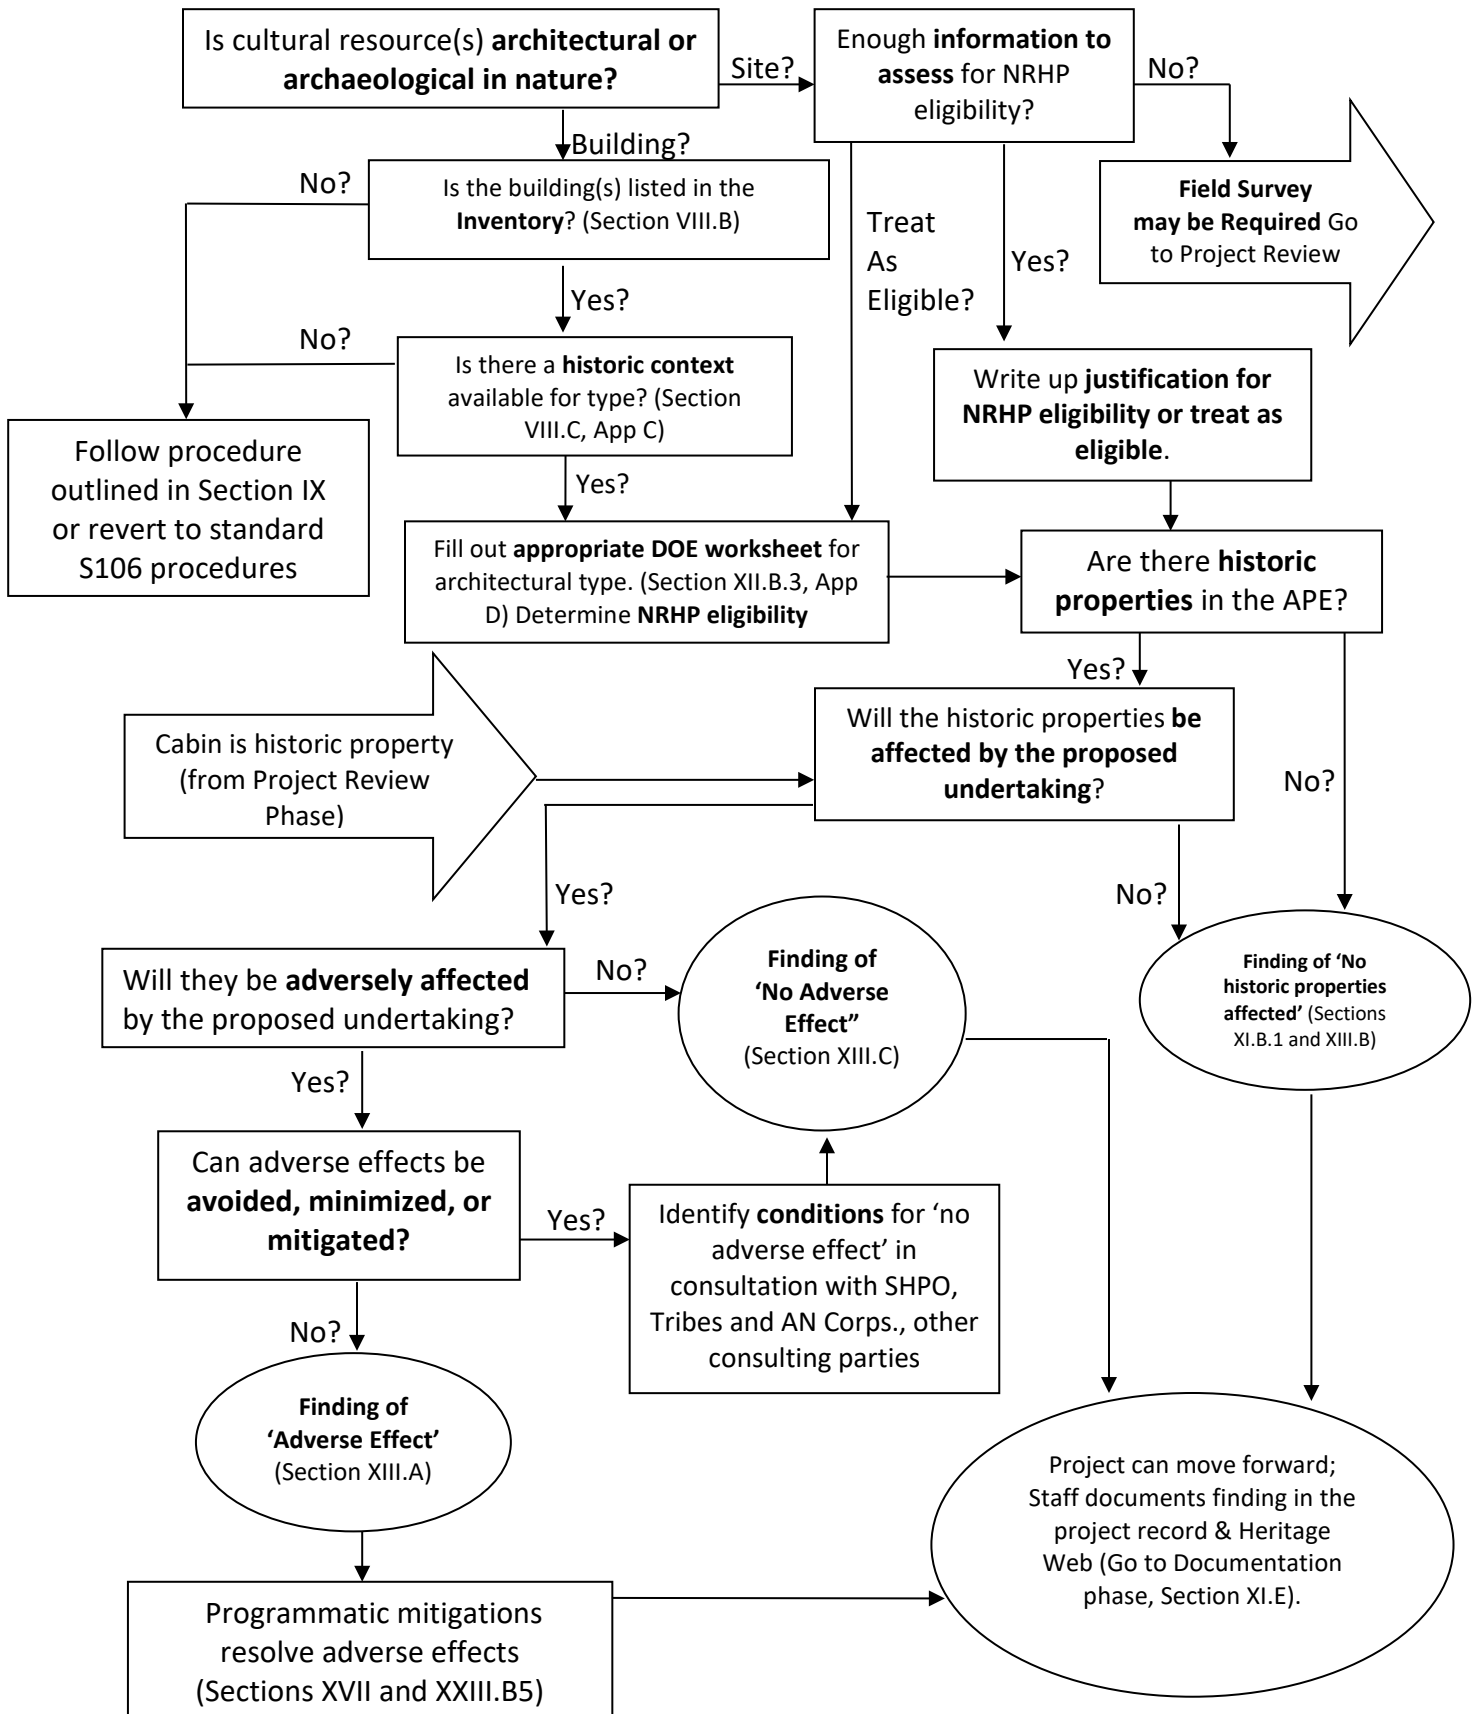 Is cultural resource(s) architectural or
archaeological in nature?
Site?
Enough information to
assess for NRHP
eligibility?
No?
Building?
Field Survey
may be Required Go
to Project Review
No?
Is the building(s) listed in the
Inventory? (Section VIII.B)
Treat
As
Eligible?
Yes?
Yes?
No?
Is there a historic context
available for type? (Section
VIII.C, App C)
Write up justification for
NRHP eligibility or treat as
eligible.
Follow procedure
outlined in Section IX
or revert to standard
S106 procedures
Yes?
Fill out appropriate DOE worksheet for
architectural type. (Section XII.B.3, App
D) Determine NRHP eligibility
Are there historic
properties in the APE?
Yes?
No?
Cabin is historic property
(from Project Review
Phase)
Will the historic properties be
affected by the proposed
undertaking?
Yes?
No?
Will they be adversely affected
by the proposed undertaking?
No?
Finding of
‘No Adverse
Effect”
(Section XIII.C)
Finding of ‘No
historic properties
affected’ (Sections
XI.B.1 and XIII.B)
Yes?
Can adverse effects be
avoided, minimized, or
mitigated?
Yes?
Identify conditions for ‘no
adverse effect’ in
consultation with SHPO,
Tribes and AN Corps., other
consulting parties
No?
Finding of
‘Adverse Effect’
(Section XIII.A)
Project can move forward;
Staff documents finding in the
project record & Heritage
Web (Go to Documentation
phase, Section XI.E).
Programmatic mitigations
resolve adverse effects
(Sections XVII and XXIII.B5)